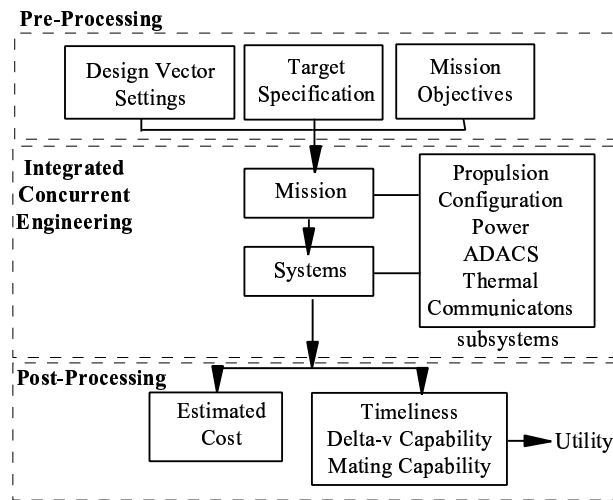 Pre-Processing
Design Vector
Settings
Target
Specification
Mission
Objectives
Integrated
Concurrent
Engineering
Mission
Systems
Propulsion
Configuration
Power
ADACS
Thermal
Communicatons
subsystems
Post-Processing
Estimated
Cost
Timeliness
Delta-v Capability
Mating Capability
Utility